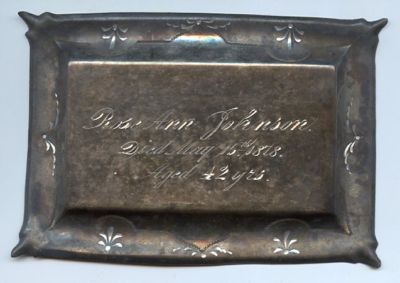 Rose Ann Johnson.
Died May 15th 1878.
Aged 42 yrs.